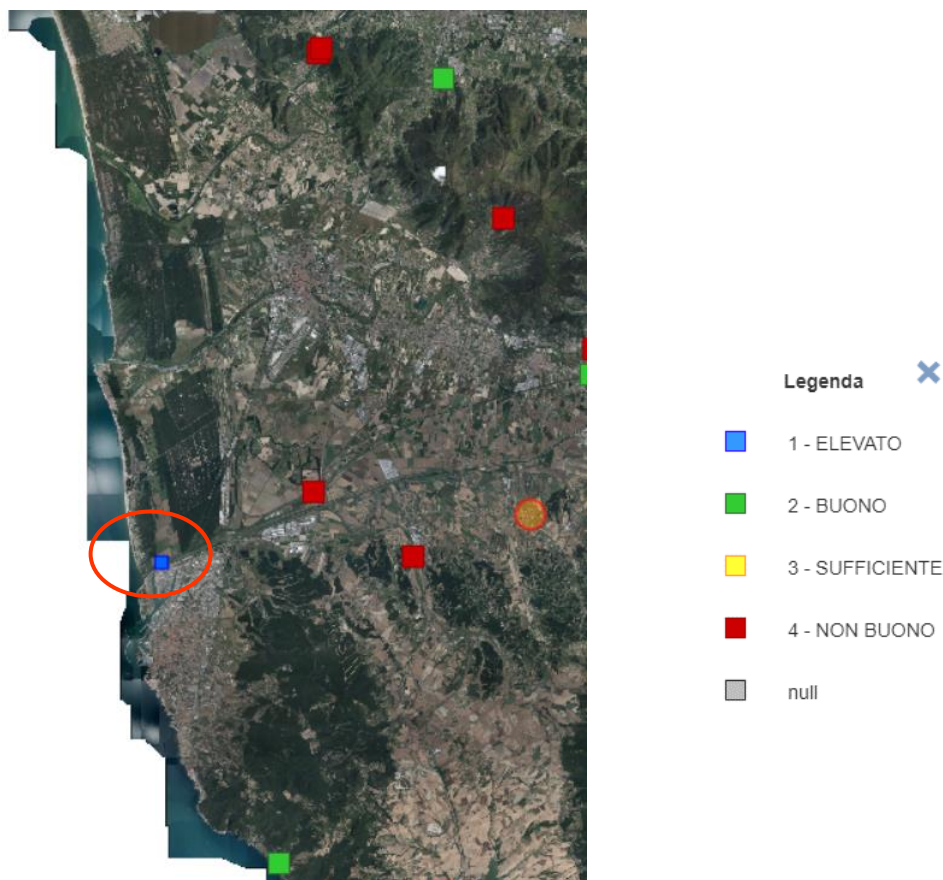 Legenda
1 - ELEVATO
2 - BUONO
3 - SUFFICIENTE
4 - NON BUONO
null